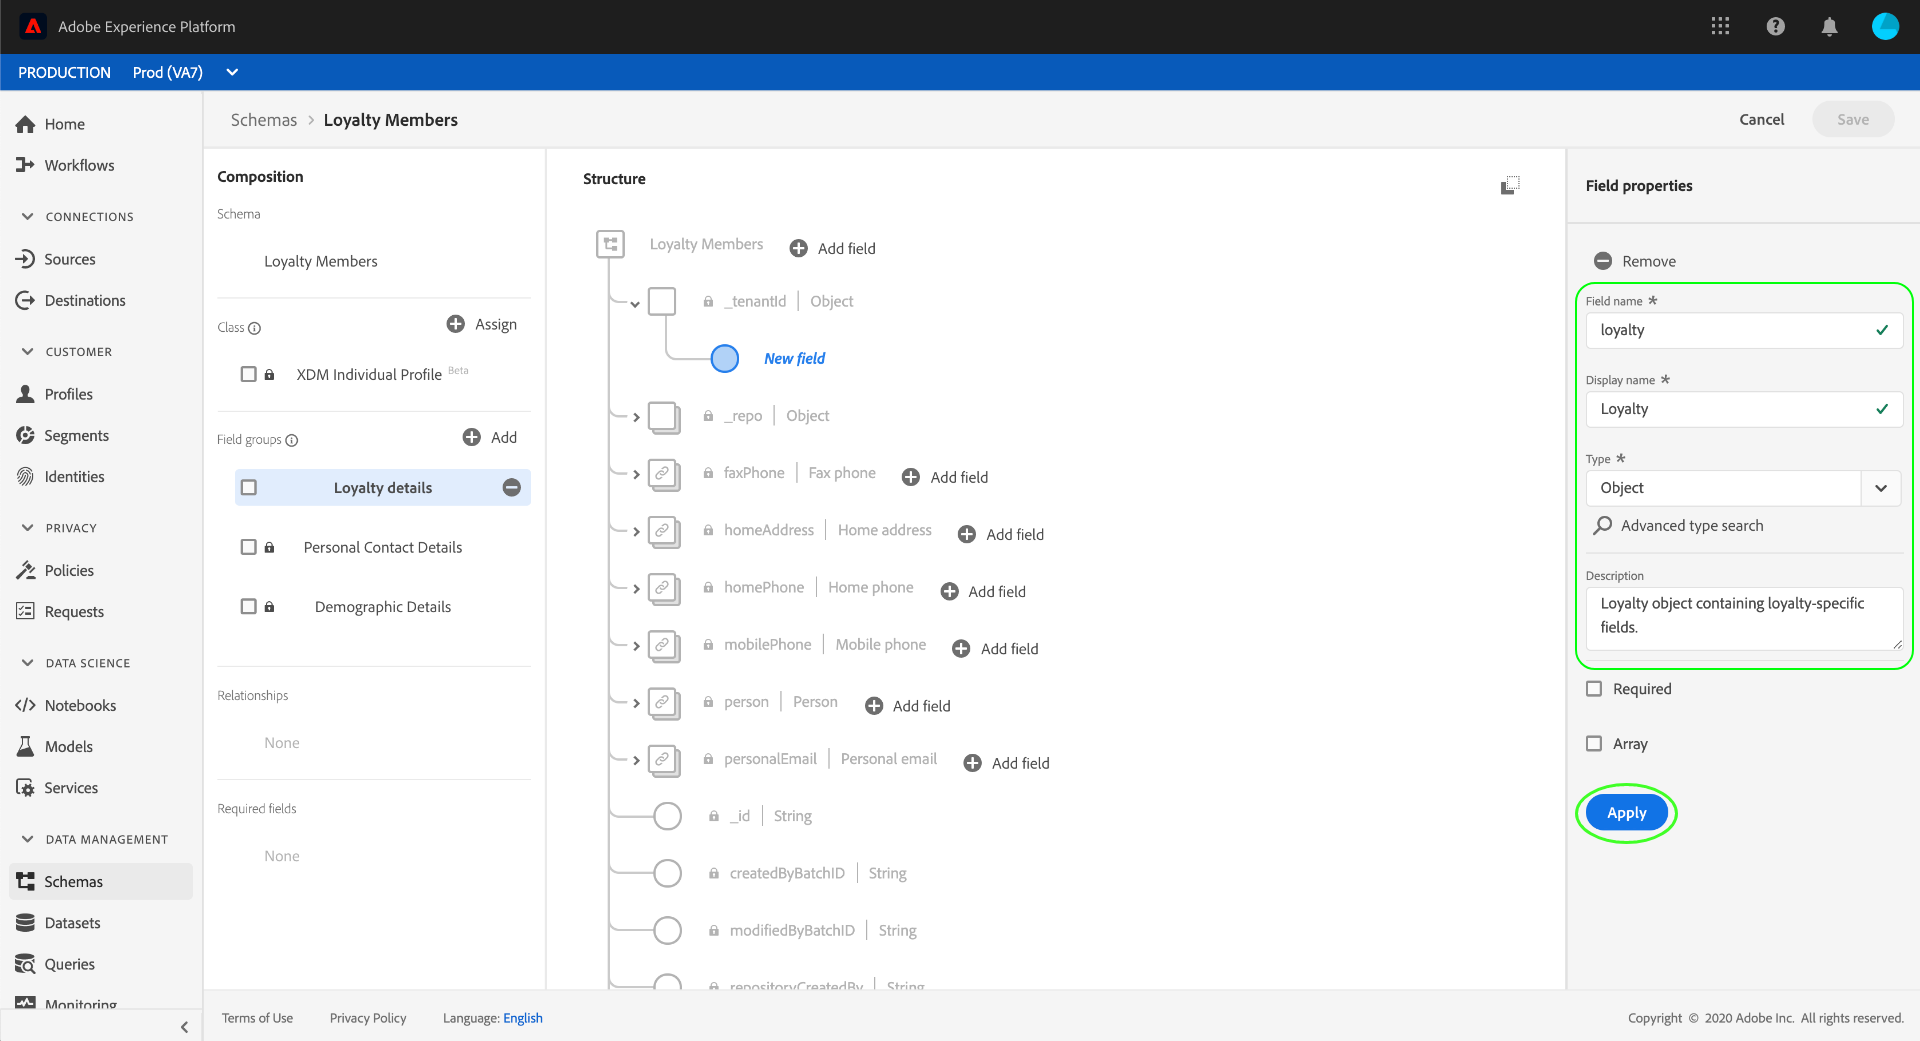 Adobe Experience Platform
PRODUCTION Prod (VA7)
Home
Workflows
CONNECTIONS
Sources
Destinations
CUSTOMER
Profiles
Segments
Identities
PRIVACY
Policies
Requests
DATA SCIENCE
Notebooks
Models
Services
DATA MANAGEMENT
Schemas
Datasets
Queries
Monitoring
Schemas > Loyalty Members
Cancel
Save
Composition
Schema
Loyalty Members
Class
Assign
XDM Individual Profile Beta
Field groups
Add
Loyalty details
Personal Contact Details
Demographic Details
Relationships
None
Required fields
None
Structure
Loyalty Members Add field
_tenantId | Object
New field
_repo | Object
faxPhone | Fax phone Add field
homeAddress | Home address Add field
homePhone | Home phone Add field
mobilePhone | Mobile phone Add field
person | Person Add field
personalEmail | Personal email Add field
_id | String
createdByBatchID | String
modifiedByBatchID | String
repositoryCreatedBy | String
Field properties
Remove
Field name *
loyalty
Display name *
Loyalty
Type *
Object
Advanced type search
Description
Loyalty object containing loyalty-specific
fields.
Required
Array
Apply
Terms of Use Privacy Policy Language: English
Copyright © 2020 Adobe Inc. All rights reserved.